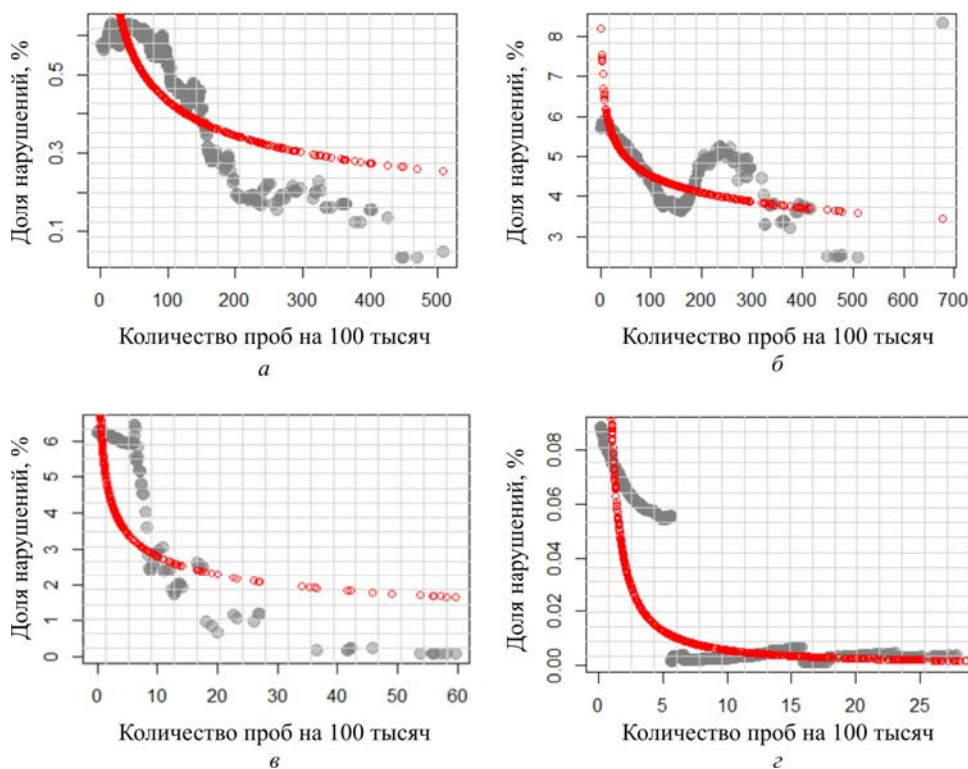 Доля нарушений, %
0.5
0.3
0.1
0 100 200 300 400 500
Количество проб на 100 тысяч
а
Доля нарушений, %
8
7
6
5
4
3
0 100 200 300 400 500 600 700
Количество проб на 100 тысяч
б
Доля нарушений, %
6
5
4
3
2
1
0
0 10 20 30 40 50 60
Количество проб на 100 тысяч
в
Доля нарушений, %
0.08
0.06
0.04
0.02
0.00
0 5 10 15 20 25
Количество проб на 100 тысяч
г